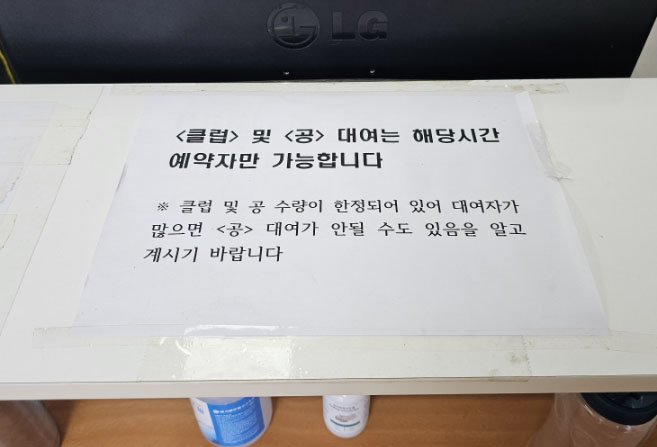 LG
<클럽> 및 <공> 대여는 해당시간
예약자만 가능합니다
※ 클럽 및 공 수량이 한정되어 있어 대여자가
많으면 <공> 대여가 안될 수도 있음을 알고
계시기 바랍니다